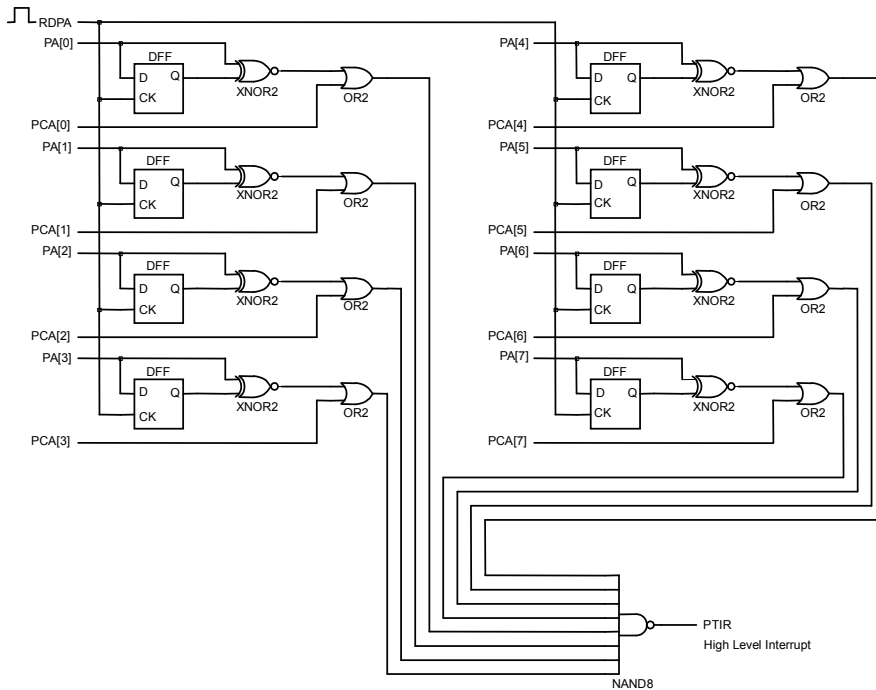 RDPA
PA[0]
DFF
D
Q
CK
XNOR2
OR2
PCA[0]
PA[1]
DFF
D
Q
CK
XNOR2
OR2
PCA[1]
PA[2]
DFF
D
Q
CK
XNOR2
OR2
PCA[2]
PA[3]
DFF
D
Q
CK
XNOR2
OR2
PCA[3]
PA[4]
DFF
D
Q
CK
XNOR2
OR2
PCA[4]
PA[5]
DFF
D
Q
CK
XNOR2
OR2
PCA[5]
PA[6]
DFF
D
Q
CK
XNOR2
OR2
PCA[6]
PA[7]
DFF
D
Q
CK
XNOR2
OR2
PCA[7]
PTIR
High Level Interrupt
NAND8